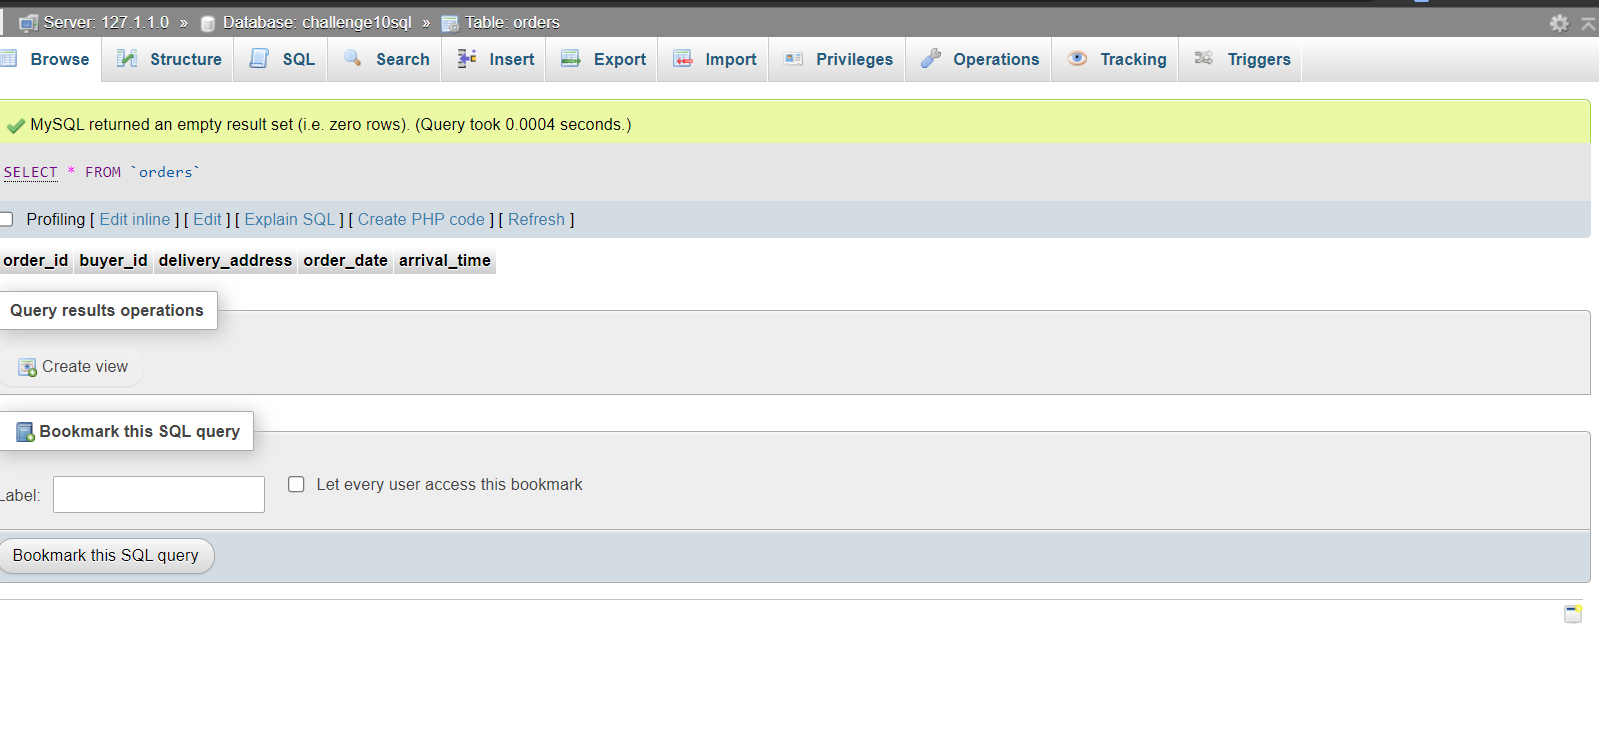 Server: 127.1.1.0 » Database: challenge10sql » Table: orders
Browse Structure SQL Search Insert Export Import Privileges Operations Tracking Triggers
MySQL returned an empty result set (i.e. zero rows). (Query took 0.0004 seconds.)
SELECT * FROM `orders`
Profiling [ Edit inline ] [ Edit ] [ Explain SQL ] [ Create PHP code ] [ Refresh ]
order_id buyer_id delivery_address order_date arrival_time
Query results operations
Create view
Bookmark this SQL query
Label: Let every user access this bookmark
Bookmark this SQL query